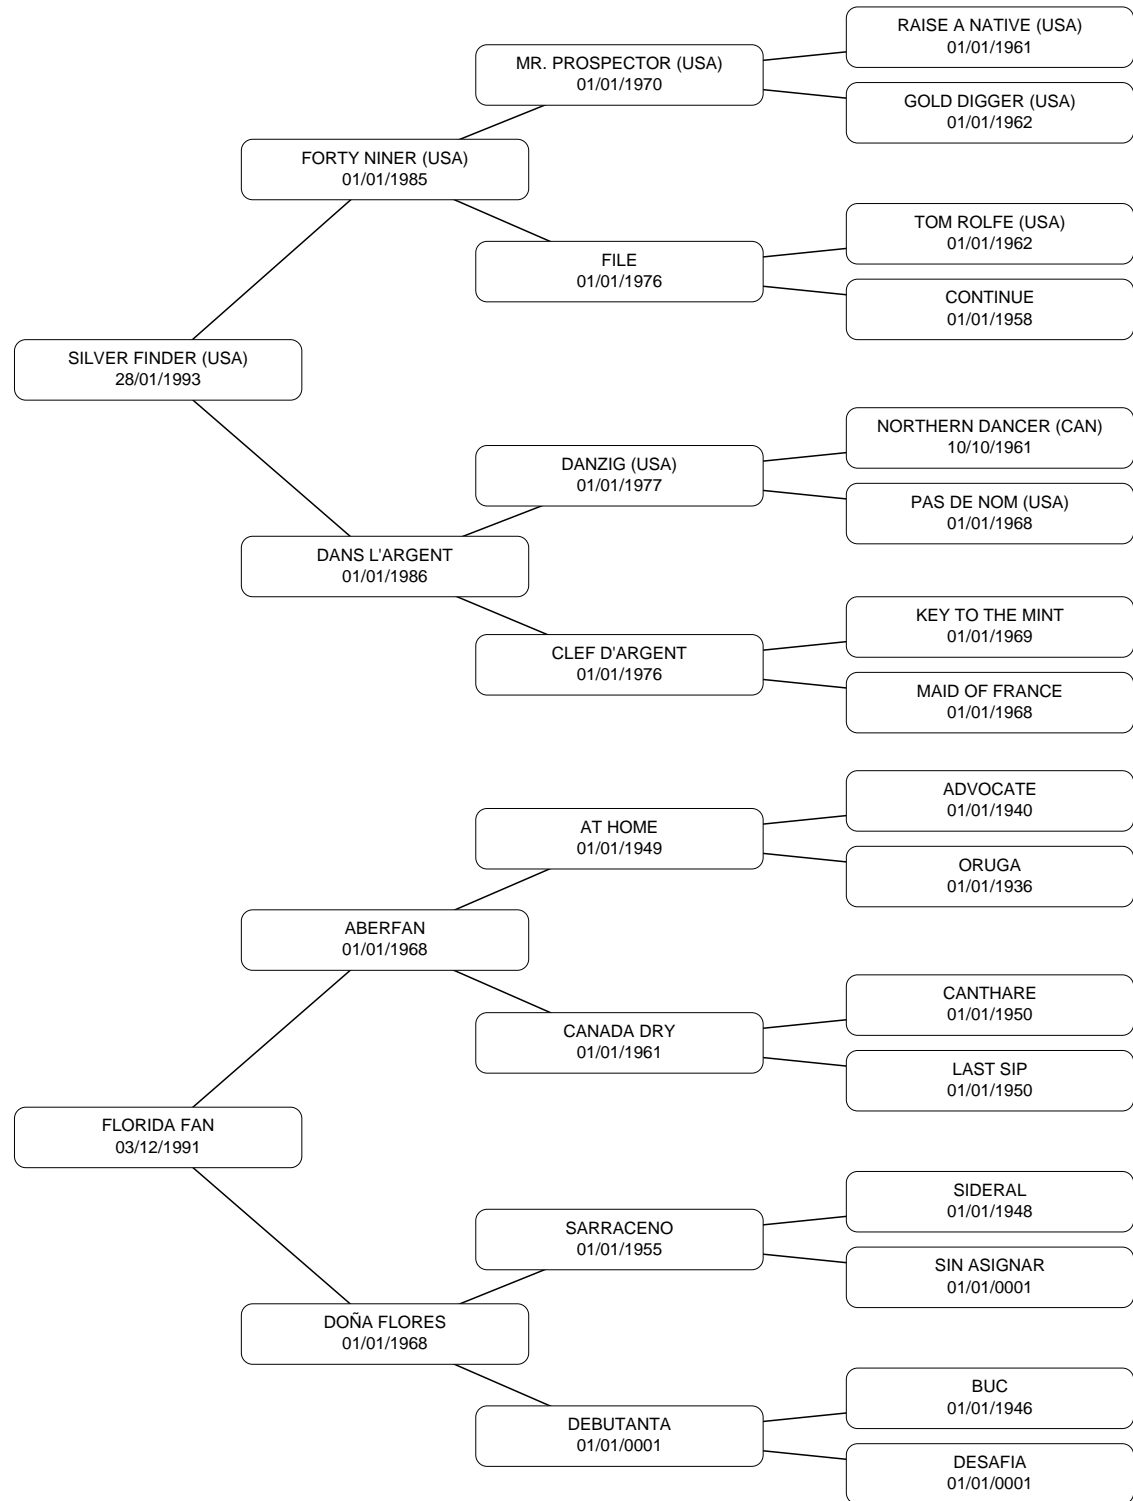 RAISE A NATIVE (USA)
01/01/1961
MR. PROSPECTOR (USA)
01/01/1970
GOLD DIGGER (USA)
01/01/1962
FORTY NINER (USA)
01/01/1985
TOM ROLFE (USA)
01/01/1962
FILE
01/01/1976
CONTINUE
01/01/1958
SILVER FINDER (USA)
28/01/1993
NORTHERN DANCER (CAN)
10/10/1961
DANZIG (USA)
01/01/1977
PAS DE NOM (USA)
01/01/1968
DANS L'ARGENT
01/01/1986
KEY TO THE MINT
01/01/1969
CLEF D'ARGENT
01/01/1976
MAID OF FRANCE
01/01/1968
ADVOCATE
01/01/1940
AT HOME
01/01/1949
ORUGA
01/01/1936
ABERFAN
01/01/1968
CANTHARE
01/01/1950
CANADA DRY
01/01/1961
LAST SIP
01/01/1950
FLORIDA FAN
03/12/1991
SIDERAL
01/01/1948
SARRACENO
01/01/1955
SIN ASIGNAR
01/01/0001
DOÑA FLORES
01/01/1968
BUC
01/01/1946
DEBUTANTA
01/01/0001
DESAFIA
01/01/0001